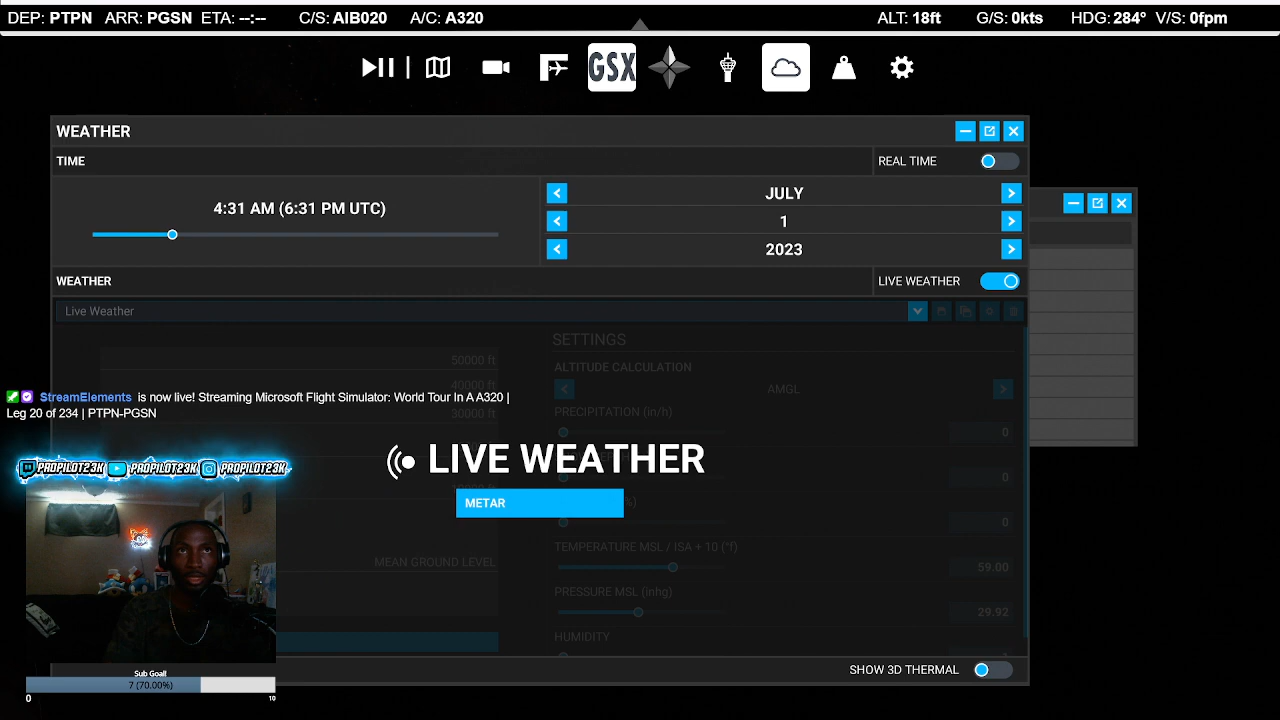 DEP: PTPN ARR: PGSN ETA: --:-- C/S: AIB020 A/C: A320 ALT: 18ft G/S: 0kts HDG: 284° V/S: 0fpm
GSX
WEATHER
TIME
REAL TIME
4:31 AM (6:31 PM UTC)
JULY
1
2023
WEATHER
LIVE WEATHER
Live Weather
SETTINGS
50000 ft
ALTITUDE CALCULATION
40000 ft
AMGL
StreamElements is now live! Streaming Microsoft Flight Simulator: World Tour In A A320 |
Leg 20 of 234 | PTPN-PGSN
30000 ft
PRECIPITATION (in/h)
0
LIVE WEATHER
PROPILOT23K PROPILOT23K PROPILOT23K
0
METAR
0
TEMPERATURE MSL / ISA + 10 (°f)
MEAN GROUND LEVEL
59.00
PRESSURE MSL (inhg)
29.92
HUMIDITY
SHOW 3D THERMAL
Sub Goal!
7 (70.00%)
0 10